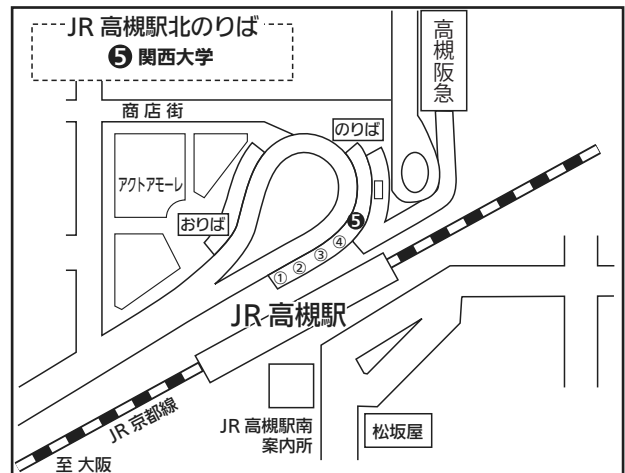 JR 高槻駅北のりば
❺ 関西大学
高槻阪急
商店街
のりば
アクトアモーレ
おりば
❺
④
③
②
①
JR 高槻駅
JR 京都線
JR 高槻駅南
案内所
松坂屋
至 大阪